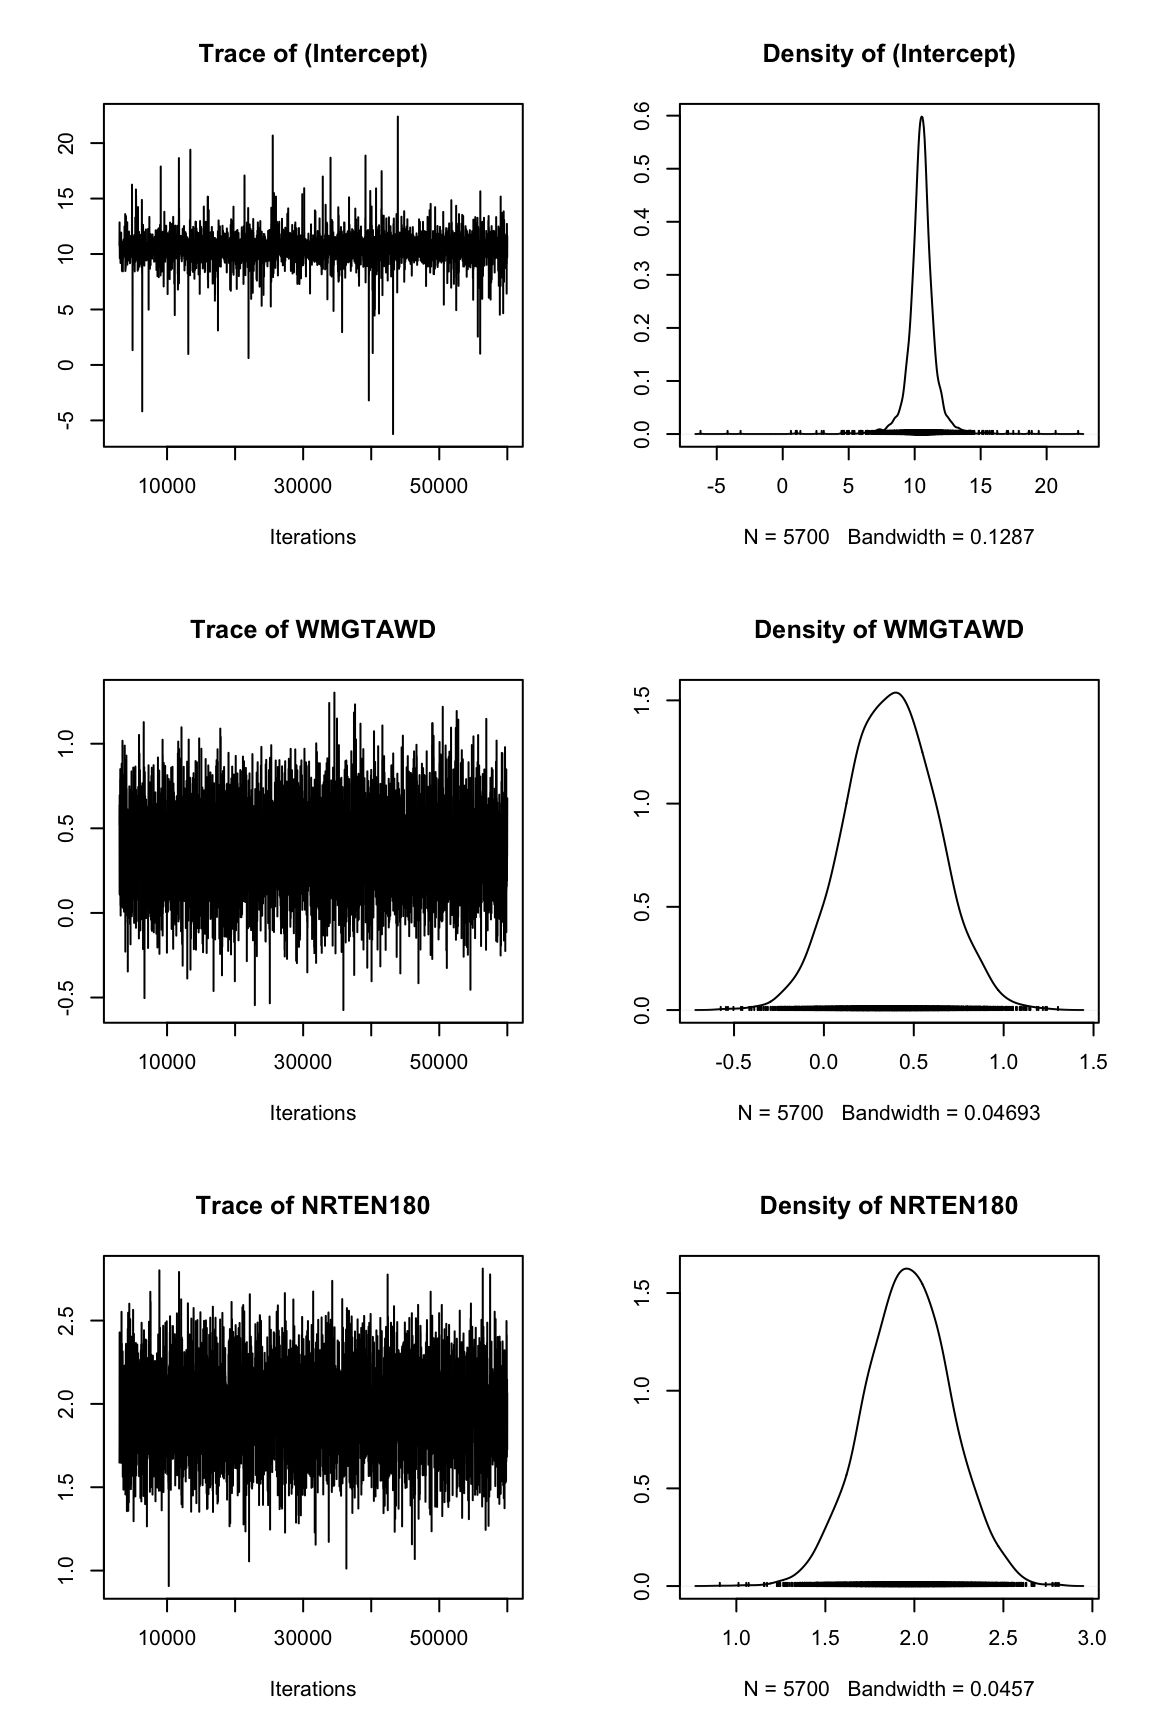 Trace of (Intercept)
Density of (Intercept)
20
15
10
5
0
-5
10000 30000 50000
Iterations
0.6
0.5
0.4
0.3
0.2
0.1
0.0
-5 0 5 10 15 20
N = 5700 Bandwidth = 0.1287
Trace of WMGTAWD
Density of WMGTAWD
1.0
0.5
0.0
-0.5
10000 30000 50000
Iterations
1.5
1.0
0.5
0.0
-0.5 0.0 0.5 1.0 1.5
N = 5700 Bandwidth = 0.04693
Trace of NRTEN180
Density of NRTEN180
2.5
2.0
1.5
1.0
10000 30000 50000
Iterations
1.5
1.0
0.5
0.0
1.0 1.5 2.0 2.5 3.0
N = 5700 Bandwidth = 0.0457